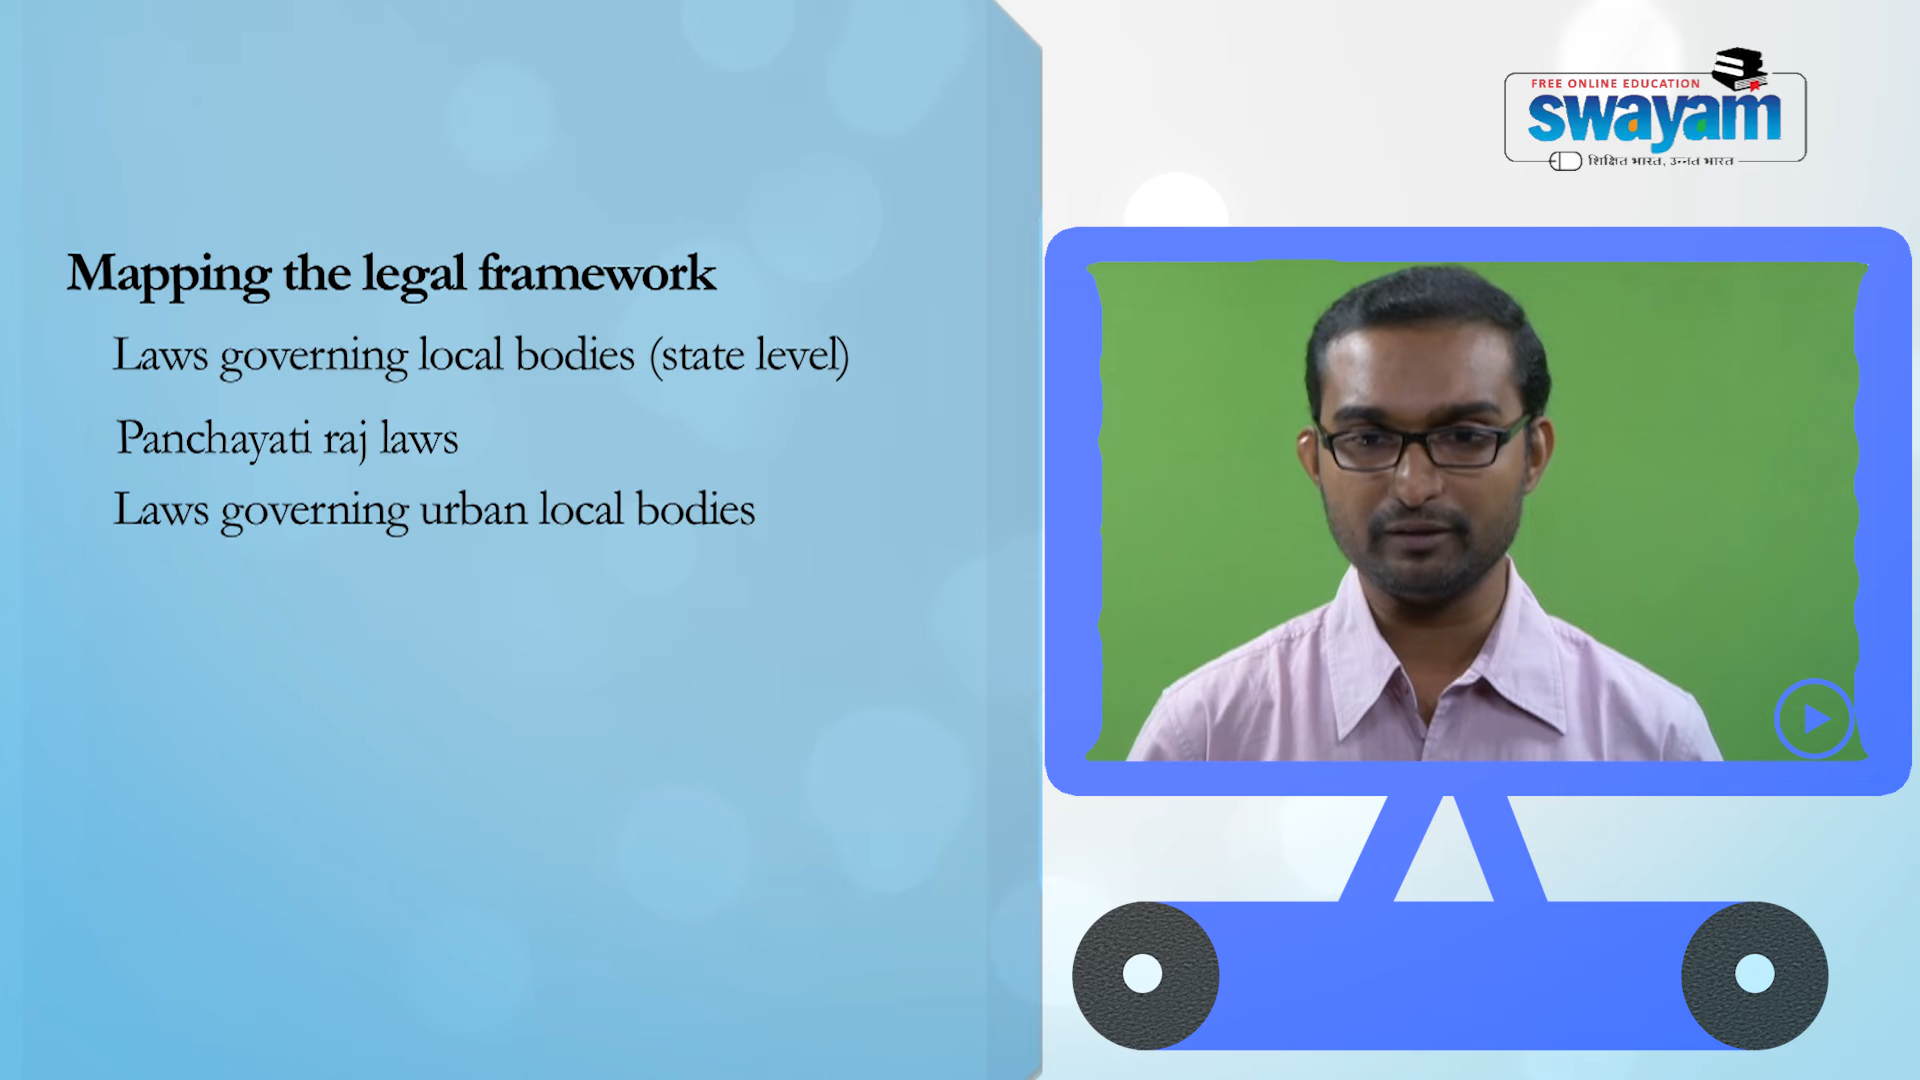 FREE ONLINE EDUCATION
swayam
शिक्षित भारत, उन्नत भारत
Mapping the legal framework
Laws governing local bodies (state level)
Panchayati raj laws
Laws governing urban local bodies